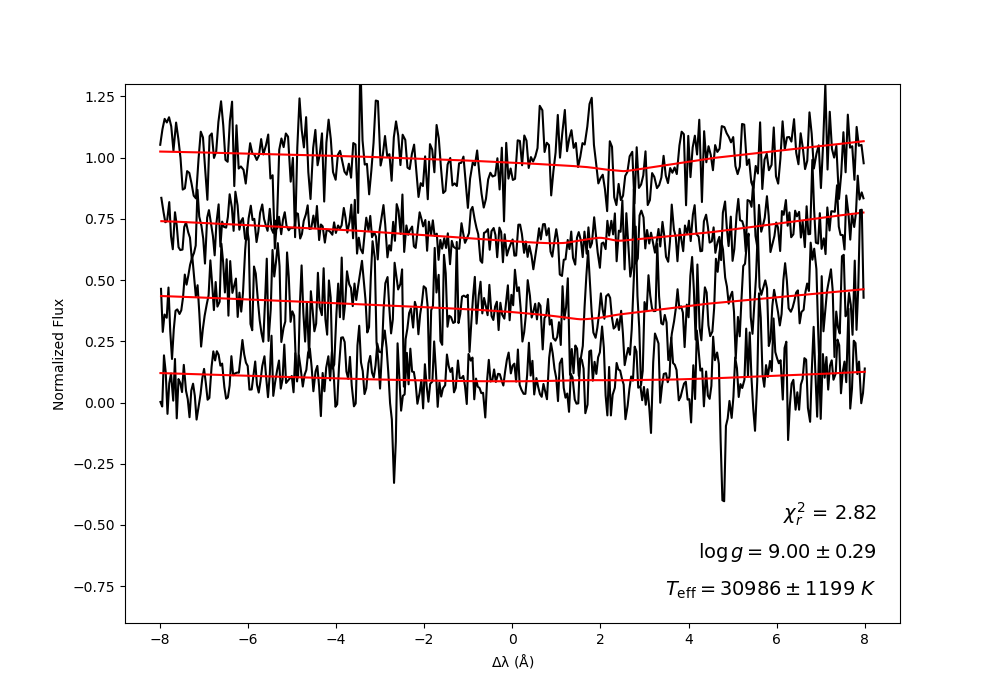 Normalized Flux
1.25
1.00
0.75
0.50
0.25
0.00
−0.25
−0.50
−0.75
χ²ᵣ = 2.82
log g = 9.00 ± 0.29
T_eff = 30986 ± 1199 K
−8 −6 −4 −2 0 2 4 6 8
Δλ (Å)